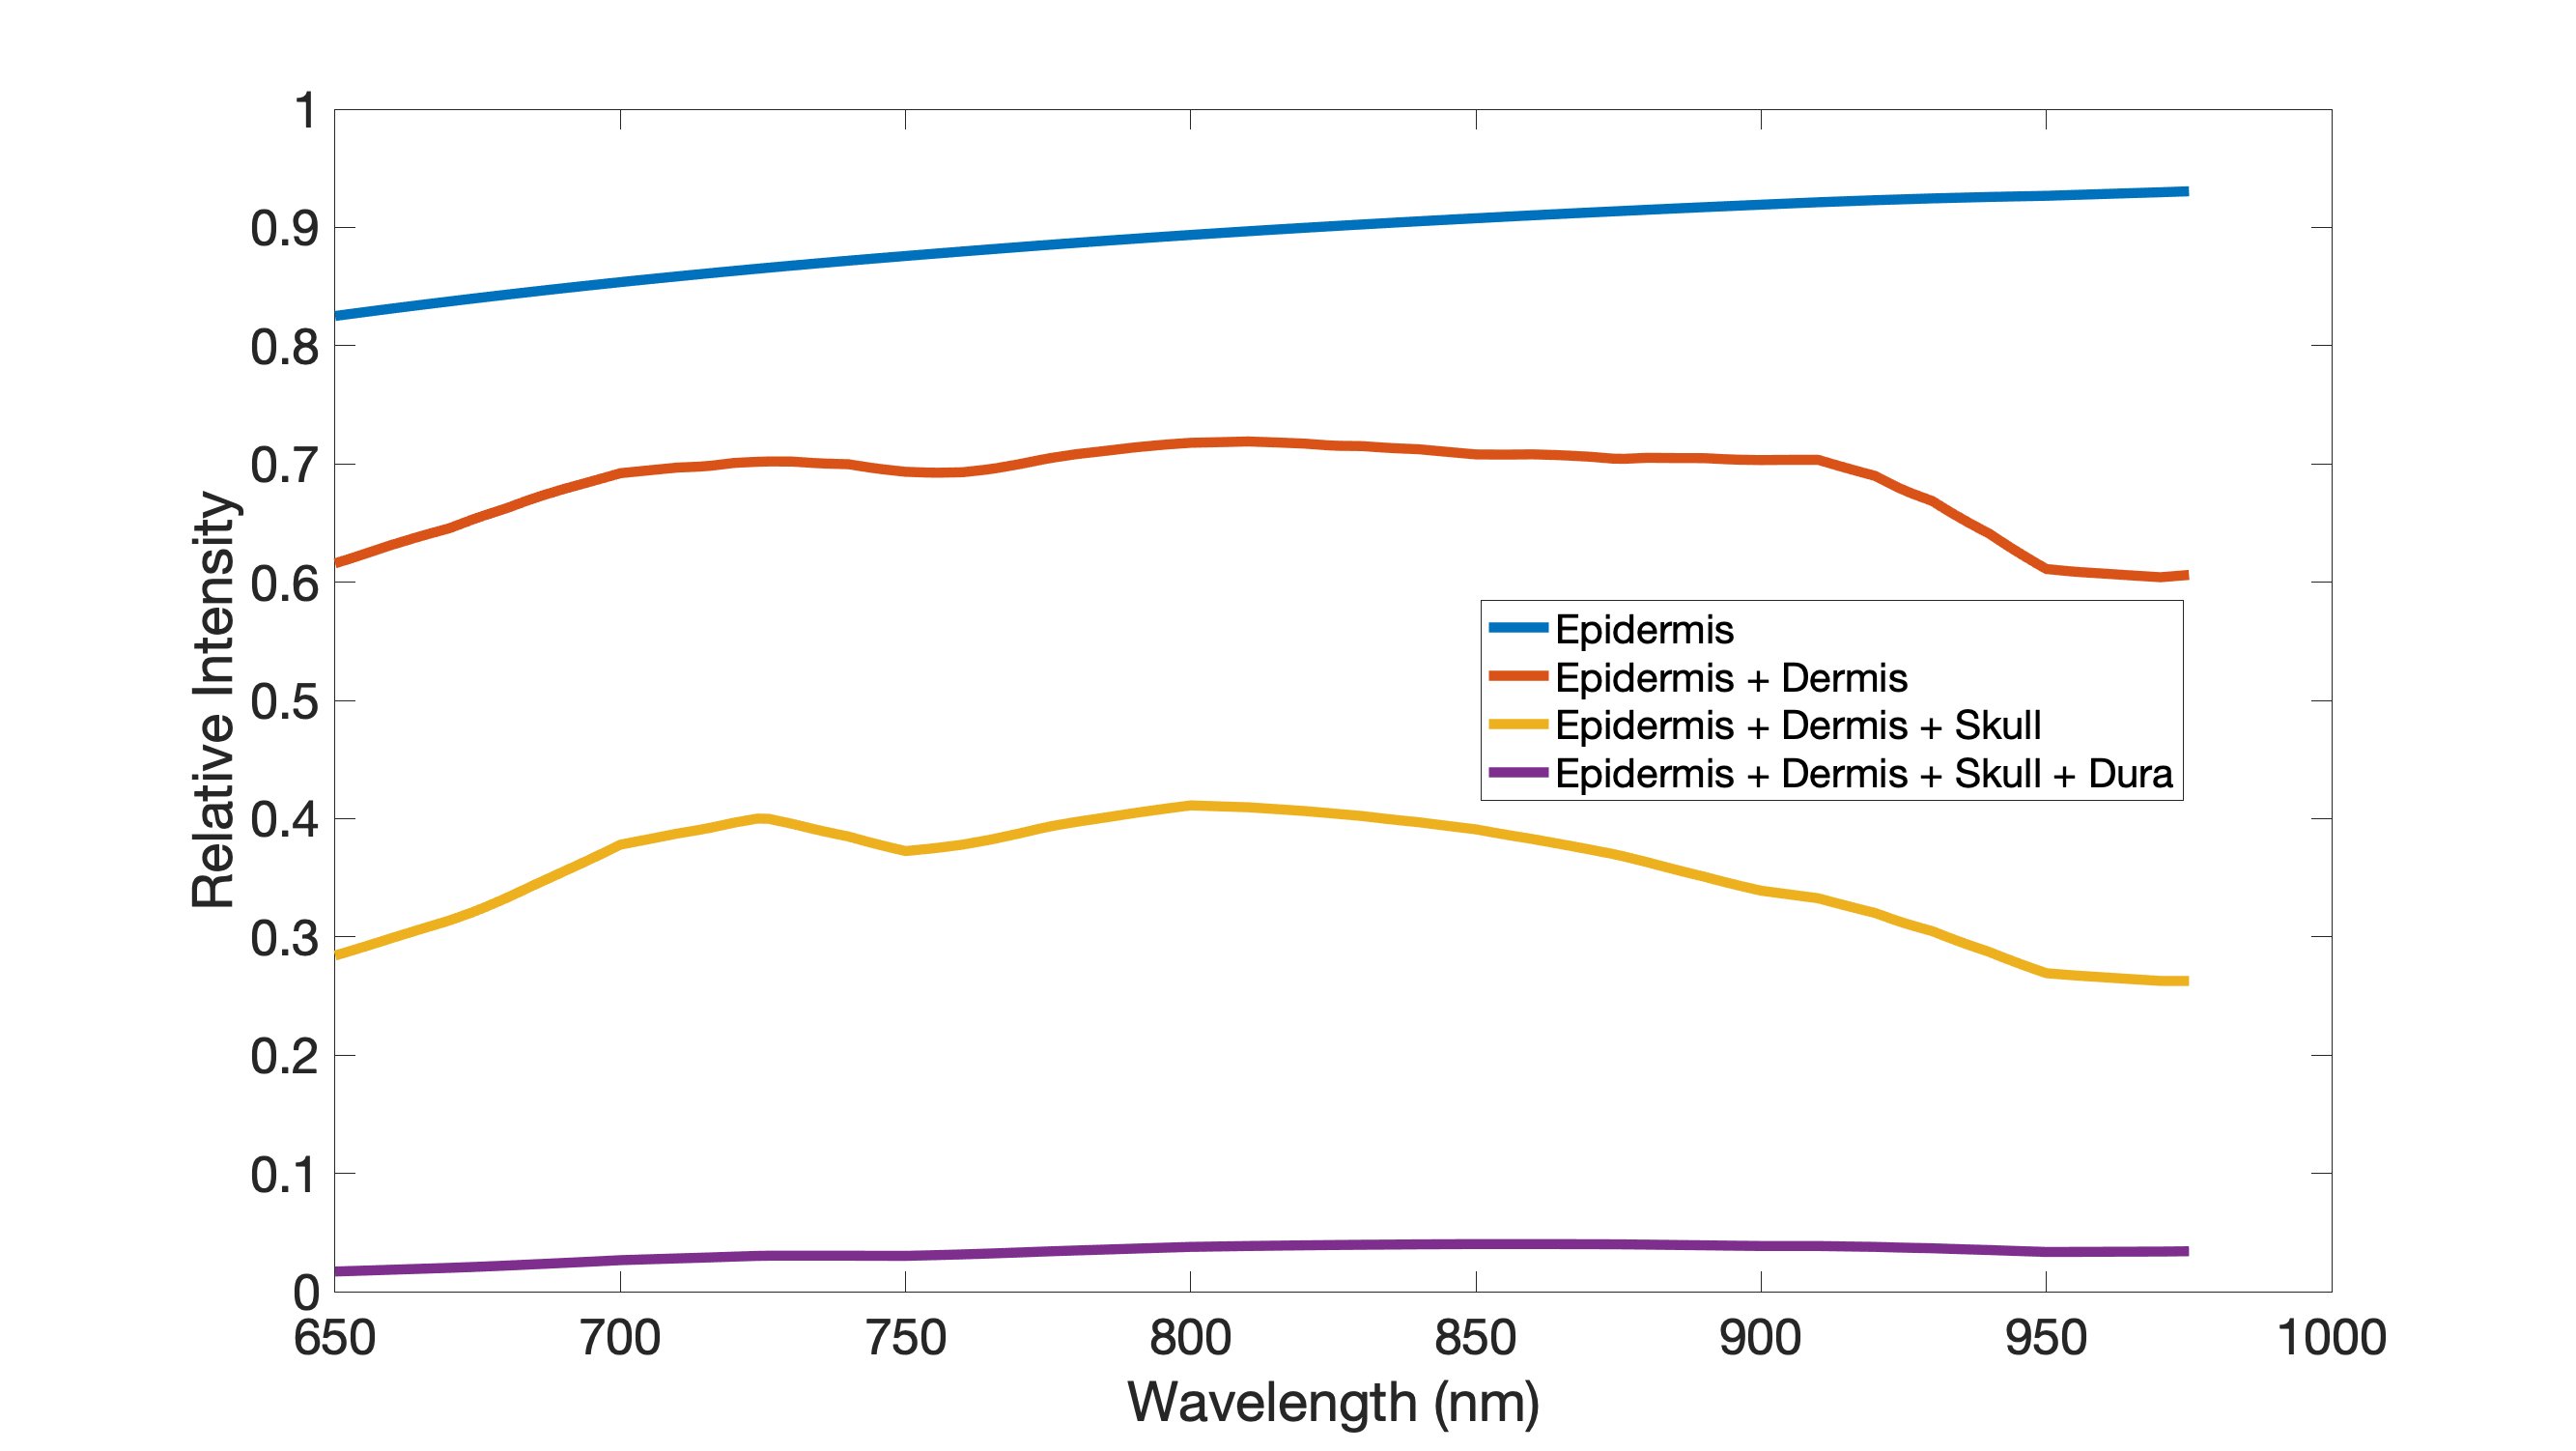 1
0.9
0.8
0.7
0.6
0.5
0.4
0.3
0.2
0.1
0
Relative Intensity
Epidermis
Epidermis + Dermis
Epidermis + Dermis + Skull
Epidermis + Dermis + Skull + Dura
650 700 750 800 850 900 950 1000
Wavelength (nm)